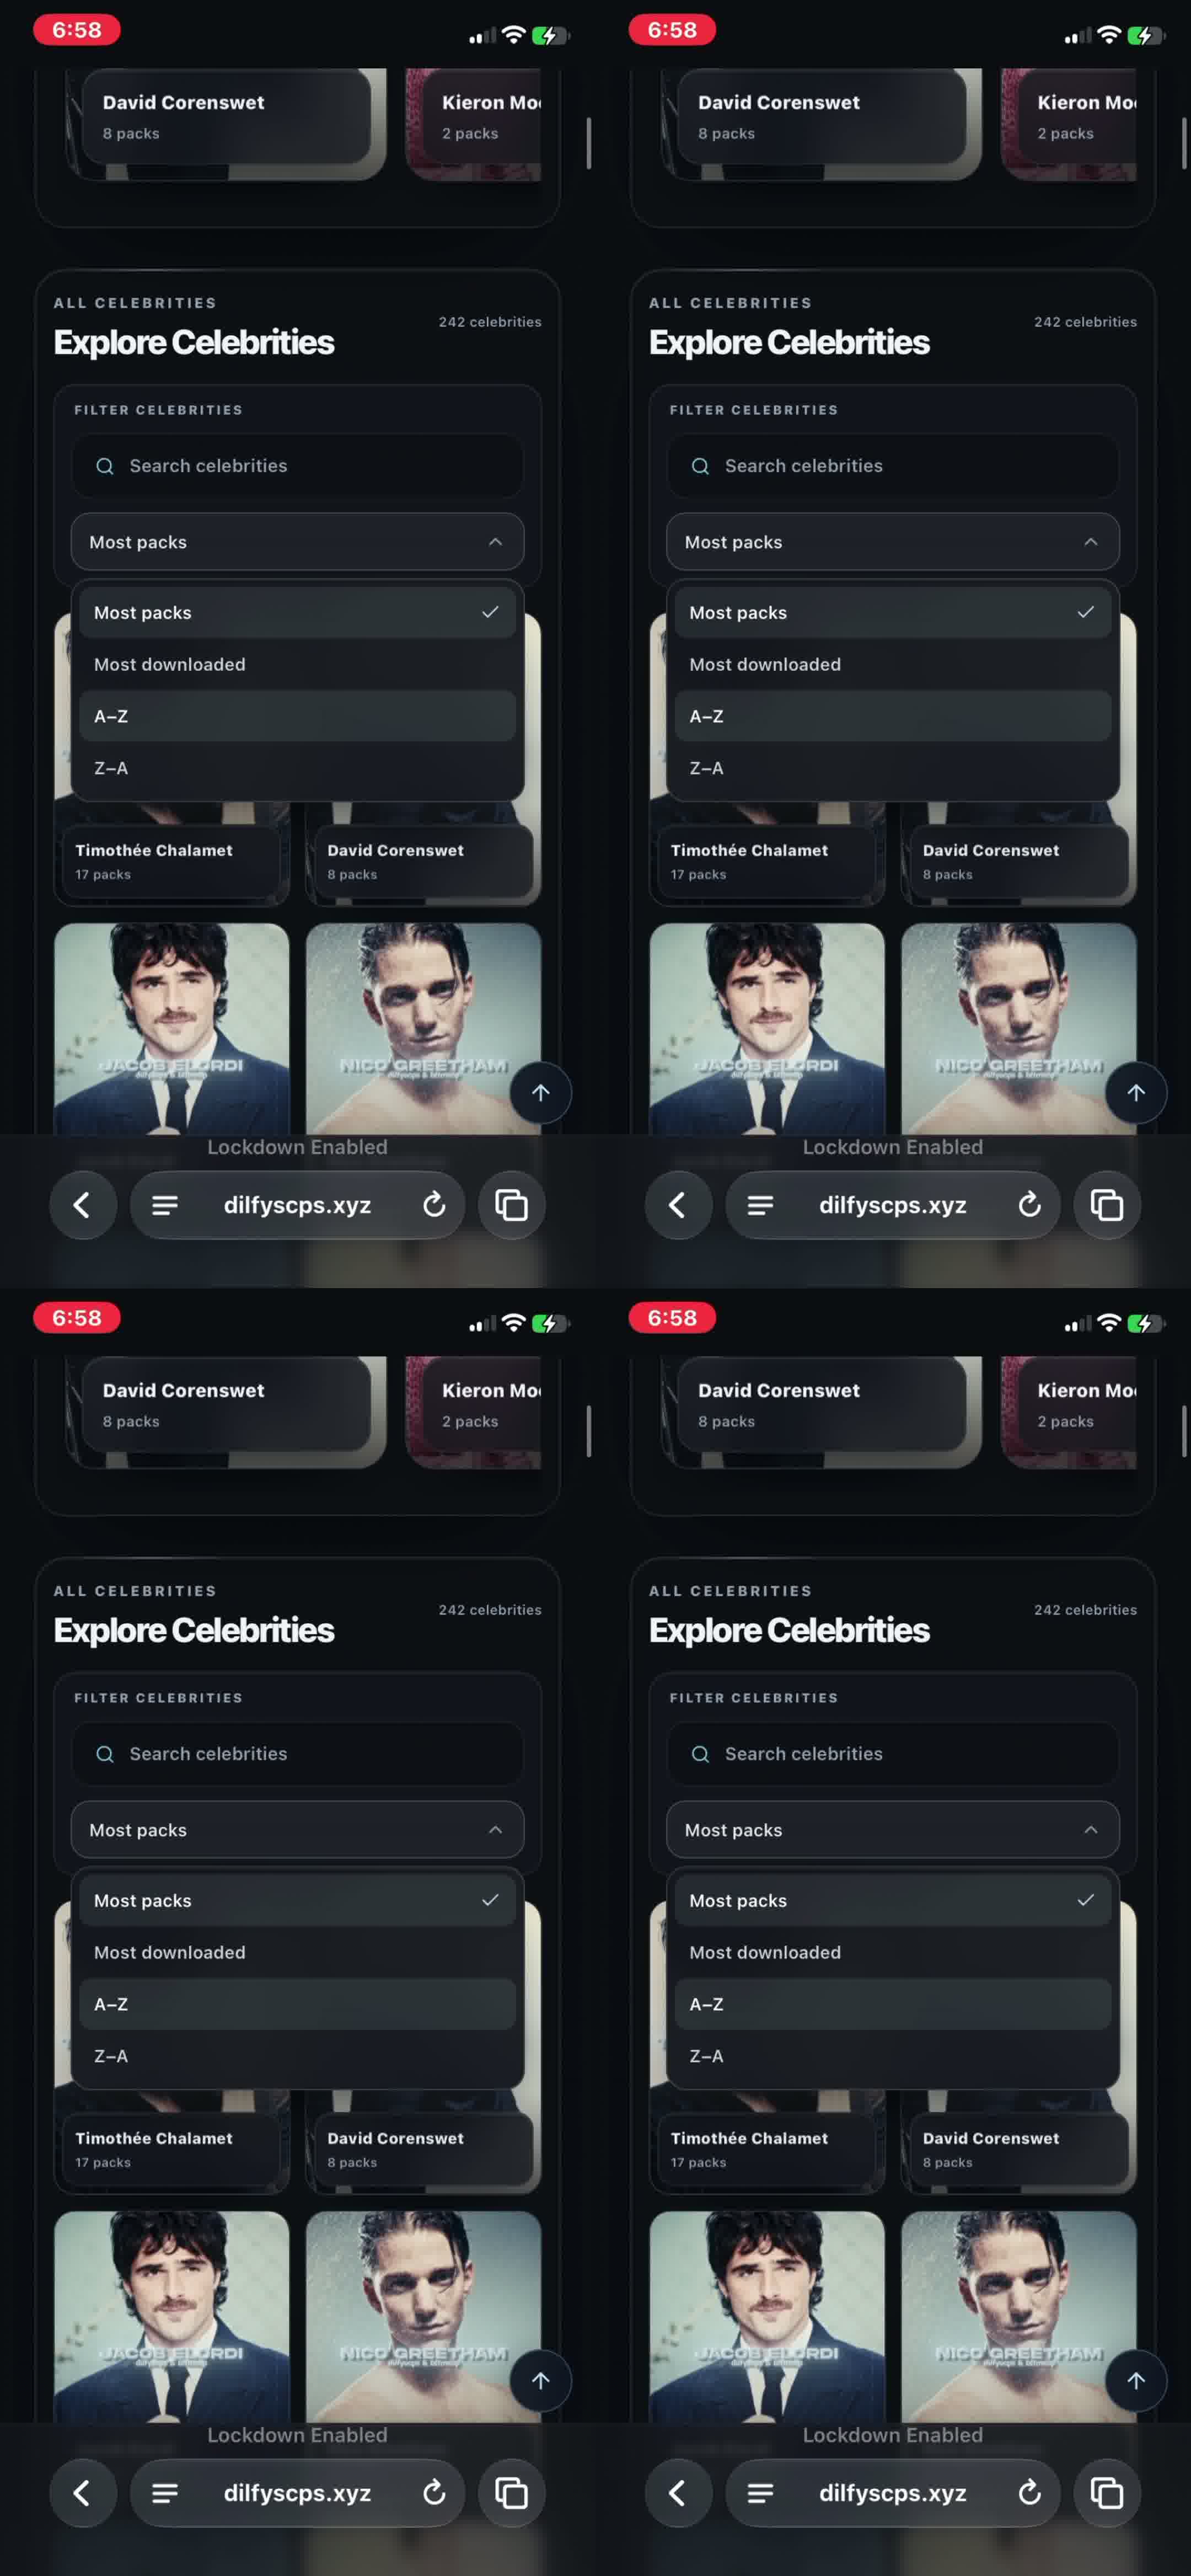 6:58
David Corenswet
8 packs
Kieron Mo
2 packs
ALL CELEBRITIES
242 celebrities
Explore Celebrities
FILTER CELEBRITIES
Search celebrities
Most packs
Most packs
Most downloaded
A–Z
Z–A
Timothée Chalamet
17 packs
David Corenswet
8 packs
JACOB ELORDI
NICO GREETHAM
Lockdown Enabled
dilfyscps.xyz
6:58
David Corenswet
8 packs
Kieron Mo
2 packs
ALL CELEBRITIES
242 celebrities
Explore Celebrities
FILTER CELEBRITIES
Search celebrities
Most packs
Most packs
Most downloaded
A–Z
Z–A
Timothée Chalamet
17 packs
David Corenswet
8 packs
JACOB ELORDI
NICO GREETHAM
Lockdown Enabled
dilfyscps.xyz
6:58
David Corenswet
8 packs
Kieron Mo
2 packs
ALL CELEBRITIES
242 celebrities
Explore Celebrities
FILTER CELEBRITIES
Search celebrities
Most packs
Most packs
Most downloaded
A–Z
Z–A
Timothée Chalamet
17 packs
David Corenswet
8 packs
JACOB ELORDI
NICO GREETHAM
Lockdown Enabled
dilfyscps.xyz
6:58
David Corenswet
8 packs
Kieron Mo
2 packs
ALL CELEBRITIES
242 celebrities
Explore Celebrities
FILTER CELEBRITIES
Search celebrities
Most packs
Most packs
Most downloaded
A–Z
Z–A
Timothée Chalamet
17 packs
David Corenswet
8 packs
JACOB ELORDI
NICO GREETHAM
Lockdown Enabled
dilfyscps.xyz